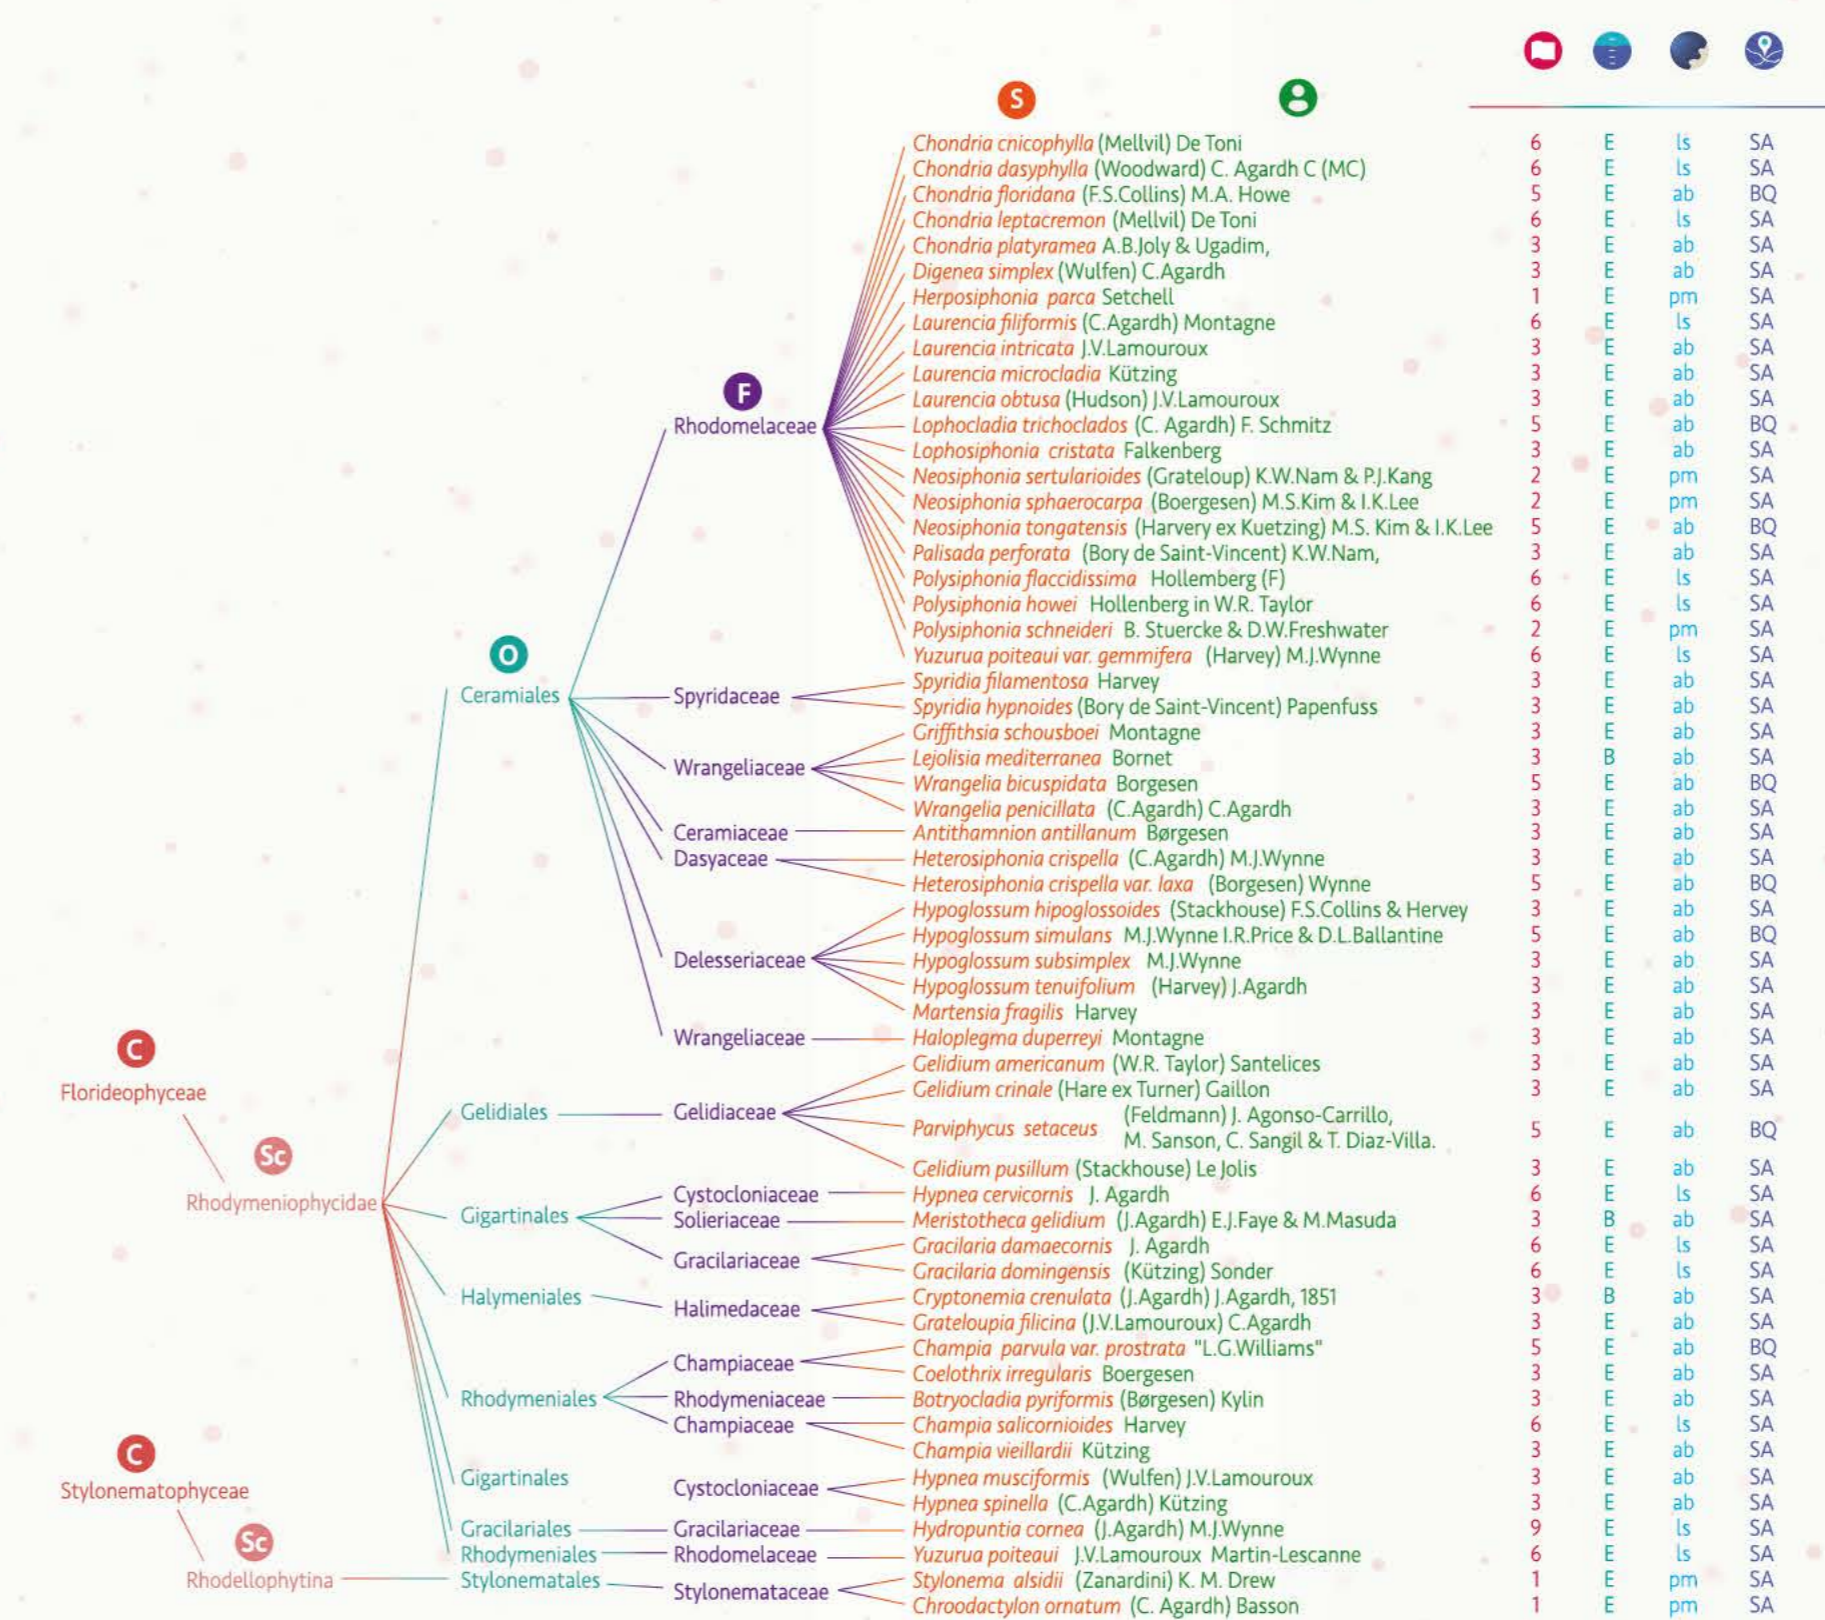 S
Chondria cnicophylla (Mellvil) De Toni 6 E ls SA
Chondria dasyphylla (Woodward) C. Agardh C (MC) 6 E ls SA
Chondria floridana (F.S.Collins) M.A. Howe 5 E ab BQ
Chondria leptacremon (Mellvil) De Toni 6 E ls SA
Chondria platyramea A.B.Joly & Ugadim, 3 E ab SA
Digenea simplex (Wulfen) C.Agardh 3 E ab SA
Herposiphonia parca Setchell 1 E pm SA
Laurencia filiformis (C.Agardh) Montagne 6 E ls SA
Laurencia intricata J.V.Lamouroux 3 E ab SA
Laurencia microcladia Kützing 3 E ab SA
F
Laurencia obtusa (Hudson) J.V.Lamouroux 3 E ab SA
Rhodomelaceae Lophocladia trichoclados (C. Agardh) F. Schmitz 5 E ab BQ
Lophosiphonia cristata Falkenberg 3 E ab SA
Neosiphonia sertularioides (Grateloup) K.W.Nam & P.J.Kang 2 E pm SA
Neosiphonia sphaerocarpa (Boergesen) M.S.Kim & I.K.Lee 2 E pm SA
Neosiphonia tongatensis (Harvery ex Kuetzing) M.S. Kim & I.K.Lee 5 E ab BQ
Palisada perforata (Bory de Saint-Vincent) K.W.Nam, 3 E ab SA
Polysiphonia flaccidissima Hollemberg (F) 6 E ls SA
Polysiphonia howei Hollenberg in W.R. Taylor 6 E ls SA
Polysiphonia schneideri B. Stuercke & D.W.Freshwater 2 E pm SA
O
Yuzurua poiteaui var. gemmifera (Harvey) M.J.Wynne 6 E ls SA
Spyridia filamentosa Harvey 3 E ab SA
Ceramiales Spyridaceae
Spyridia hypnoides (Bory de Saint-Vincent) Papenfuss 3 E ab SA
Griffithsia schousboei Montagne 3 E ab SA
Lejolisia mediterranea Bornet 3 B ab SA
Wrangeliaceae
Wrangelia bicuspidata Borgesen 5 E ab BQ
Wrangelia penicillata (C.Agardh) C.Agardh 3 E ab SA
Ceramiaceae Antithamnion antillanum Børgesen 3 E ab SA
Dasyaceae Heterosiphonia crispella (C.Agardh) M.J.Wynne 3 E ab SA
Heterosiphonia crispella var. laxa (Borgesen) Wynne 5 E ab BQ
Hypoglossum hipoglossoides (Stackhouse) F.S.Collins & Hervey 3 E ab SA
Hypoglossum simulans M.J.Wynne I.R.Price & D.L.Ballantine 5 E ab BQ
Delesseriaceae Hypoglossum subsimplex M.J.Wynne 3 E ab SA
Hypoglossum tenuifolium (Harvey) J.Agardh 3 E ab SA
Martensia fragilis Harvey 3 E ab SA
Wrangeliaceae Haloplegma duperreyi Montagne 3 E ab SA
C
Gelidium americanum (W.R. Taylor) Santelices 3 E ab SA
Florideophyceae
Gelidium crinale (Hare ex Turner) Gaillon 3 E ab SA
Gelidiales Gelidiaceae
(Feldmann) J. Agonso-Carrillo,
Parviphycus setaceus 5 E ab BQ
M. Sanson, C. Sangil & T. Diaz-Villa.
Sc
Gelidium pusillum (Stackhouse) Le Jolis 3 E ab SA
Rhodymeniophycidae
Cystocloniaceae Hypnea cervicornis J. Agardh 6 E ls SA
Gigartinales Solieriaceae Meristotheca gelidium (J.Agardh) E.J.Faye & M.Masuda 3 B ab SA
Gracilaria damaecornis J. Agardh 6 E ls SA
Gracilariaceae
Gracilaria domingensis (Kützing) Sonder 6 E ls SA
Halymeniales Cryptonemia crenulata (J.Agardh) J.Agardh, 1851 3 B ab SA
Halimedaceae
Grateloupia filicina (J.V.Lamouroux) C.Agardh 3 E ab SA
Champia parvula var. prostrata "L.G.Williams" 5 E ab BQ
Champiaceae
Coelothrix irregularis Boergesen 3 E ab SA
Rhodymeniales Rhodymeniaceae Botryocladia pyriformis (Børgesen) Kylin 3 E ab SA
Champiaceae Champia salicornioides Harvey 6 E ls SA
C
Champia vieillardii Kützing 3 E ab SA
Gigartinales Hypnea musciformis (Wulfen) J.V.Lamouroux 3 E ab SA
Stylonematophyceae Cystocloniaceae
Hypnea spinella (C.Agardh) Kützing 3 E ab SA
Gracilariales Gracilariaceae Hydropuntia cornea (J.Agardh) M.J.Wynne 9 E ls SA
Sc
Rhodymeniales Rhodomelaceae Yuzurua poiteaui J.V.Lamouroux Martin-Lescanne 6 E ls SA
Rhodellophytina Stylonematales Stylonema alsidii (Zanardini) K. M. Drew 1 E pm SA
Stylonemataceae
Chroodactylon ornatum (C. Agardh) Basson 1 E pm SA